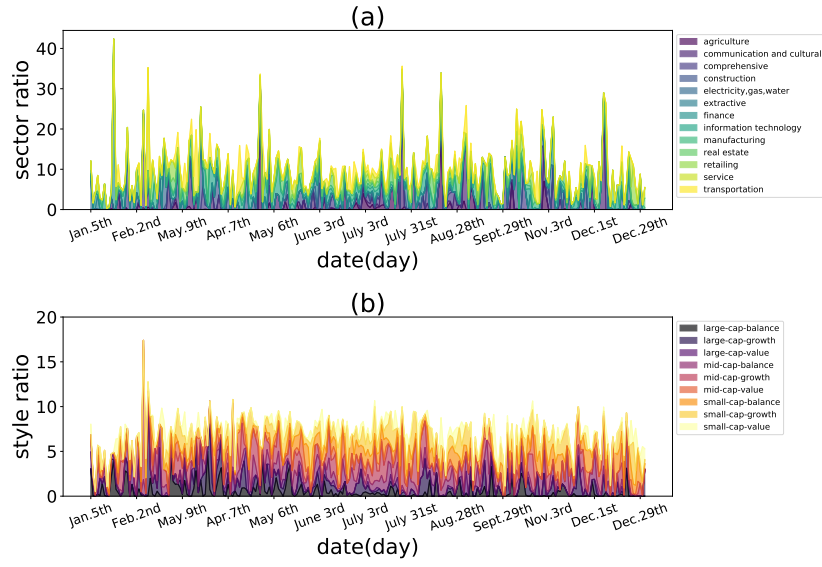 (a)
sector ratio
40
30
20
10
0
Jan.5th
Feb.2nd
May.9th
Apr.7th
May 6th
June 3rd
July 3rd
July 31st
Aug.28th
Sept.29th
Nov.3rd
Dec.1st
Dec.29th
date(day)
agriculture
communication and cultural
comprehensive
construction
electricity,gas,water
extractive
finance
information technology
manufacturing
real estate
retailing
service
transportation
(b)
style ratio
20
15
10
5
0
Jan.5th
Feb.2nd
May.9th
Apr.7th
May 6th
June 3rd
July 3rd
July 31st
Aug.28th
Sept.29th
Nov.3rd
Dec.1st
Dec.29th
date(day)
large-cap-balance
large-cap-growth
large-cap-value
mid-cap-balance
mid-cap-growth
mid-cap-value
small-cap-balance
small-cap-growth
small-cap-value